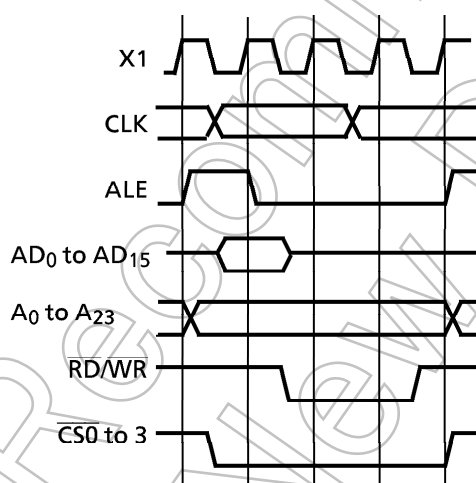 X1
CLK
ALE
AD0 to AD15
A0 to A23
RD/WR
CS0 to 3